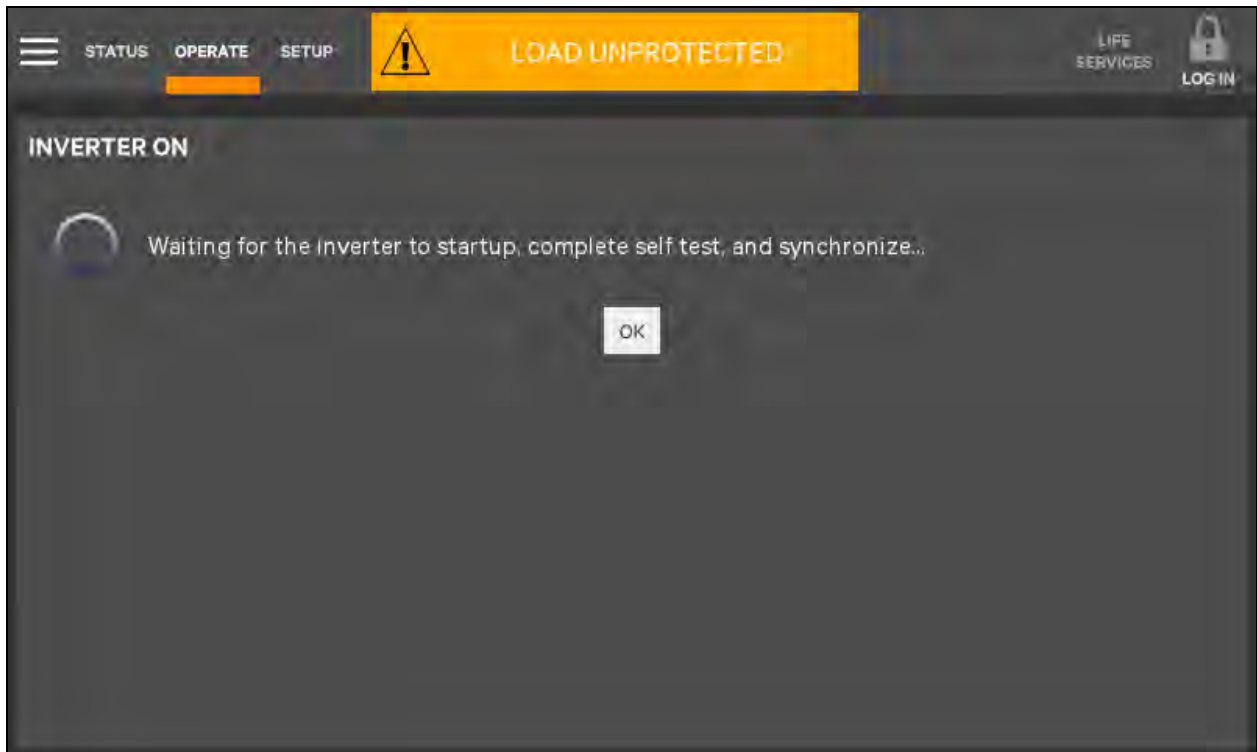 STATUS OPERATE SETUP
LOAD UNPROTECTED
LIFE
SERVICES
LOG IN
INVERTER ON
Waiting for the inverter to startup, complete self test, and synchronize...
OK